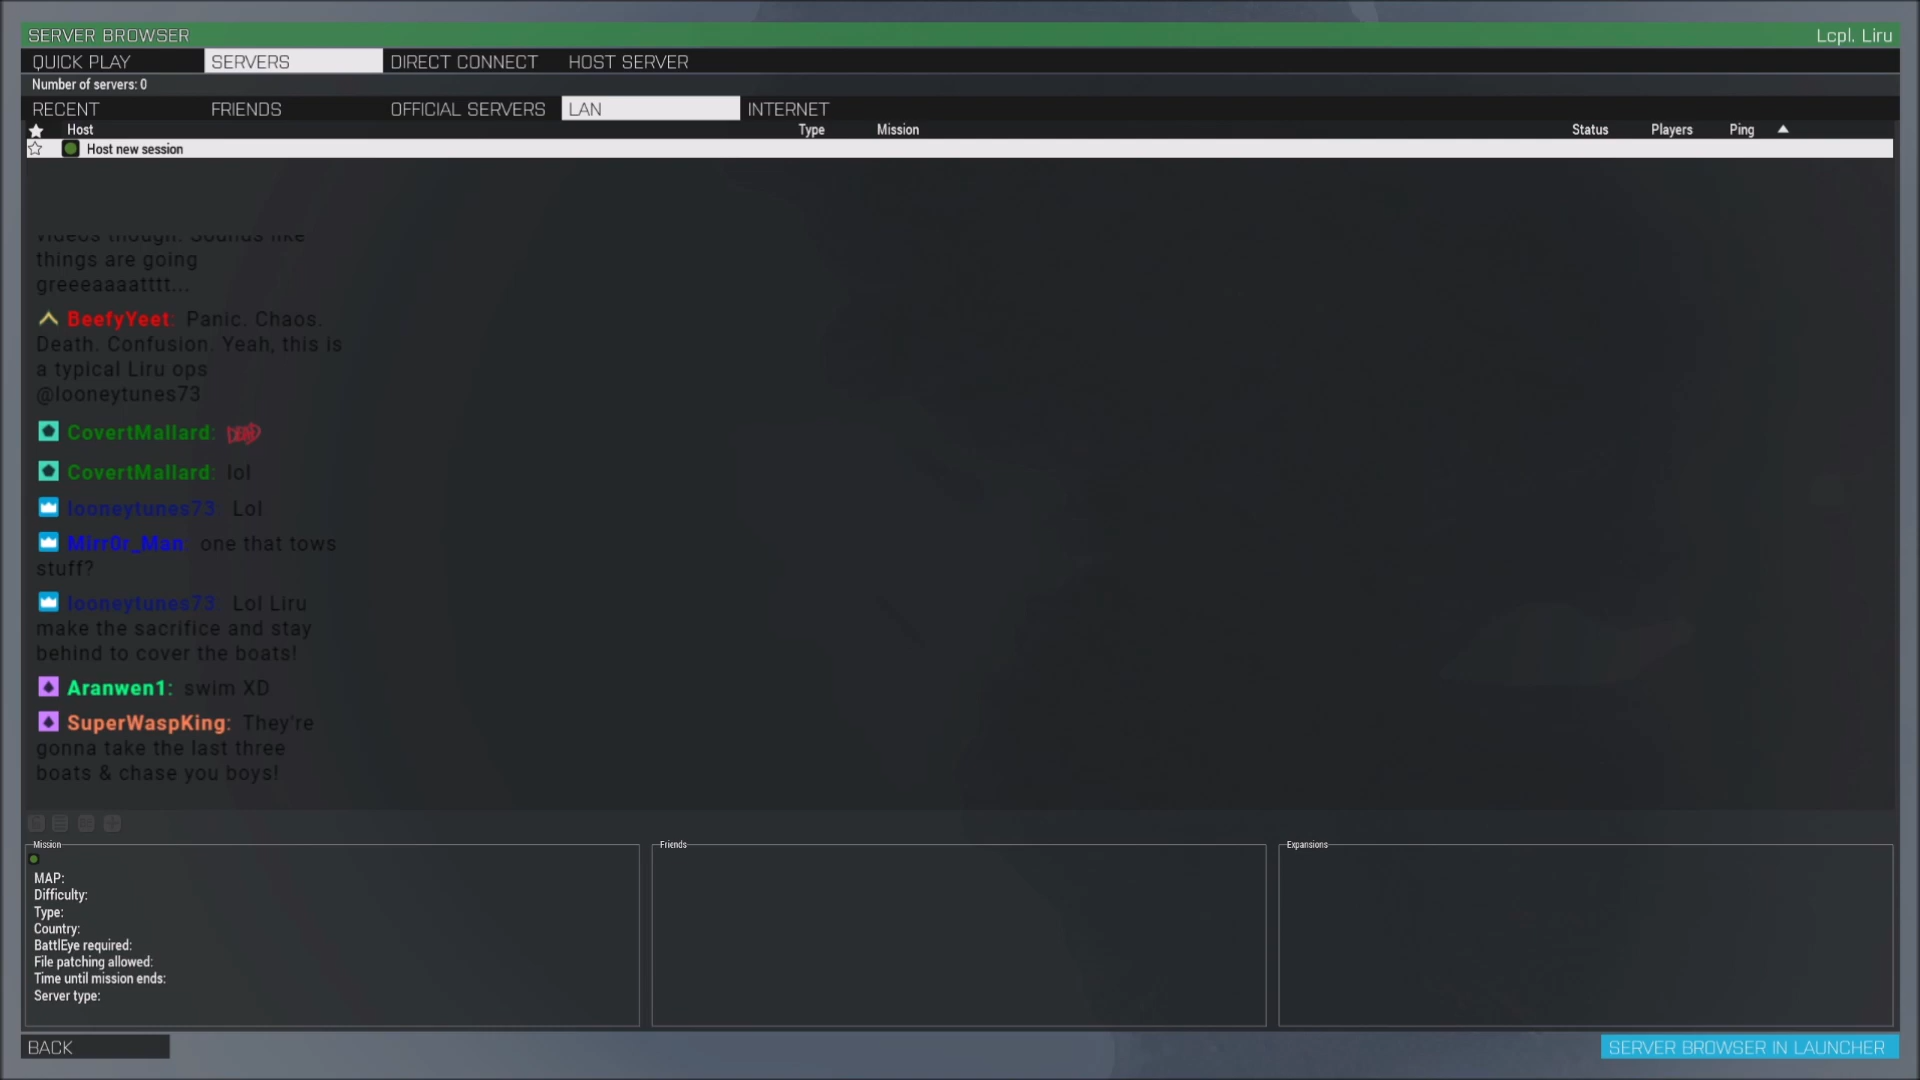 SERVER BROWSER
Lcpl. Liru
QUICK PLAY
SERVERS
DIRECT CONNECT
HOST SERVER
Number of servers: 0
RECENT
FRIENDS
OFFICIAL SERVERS
LAN
INTERNET
Host
Type
Mission
Status
Players
Ping
Host new session
videos though. Sounds like
things are going
greeeaaaatttt...
BeefyYeet: Panic. Chaos.
Death. Confusion. Yeah, this is
a typical Liru ops
@looneytunes73
CovertMallard: DEAD
CovertMallard: lol
looneytunes73: Lol
Mirr0r_Man: one that tows
stuff?
looneytunes73: Lol Liru
make the sacrifice and stay
behind to cover the boats!
Aranwen1: swim XD
SuperWaspKing: They're
gonna take the last three
boats & chase you boys!
Mission
MAP:
Difficulty:
Type:
Country:
BattlEye required:
File patching allowed:
Time until mission ends:
Server type:
Friends
Expansions
BACK
SERVER BROWSER IN LAUNCHER